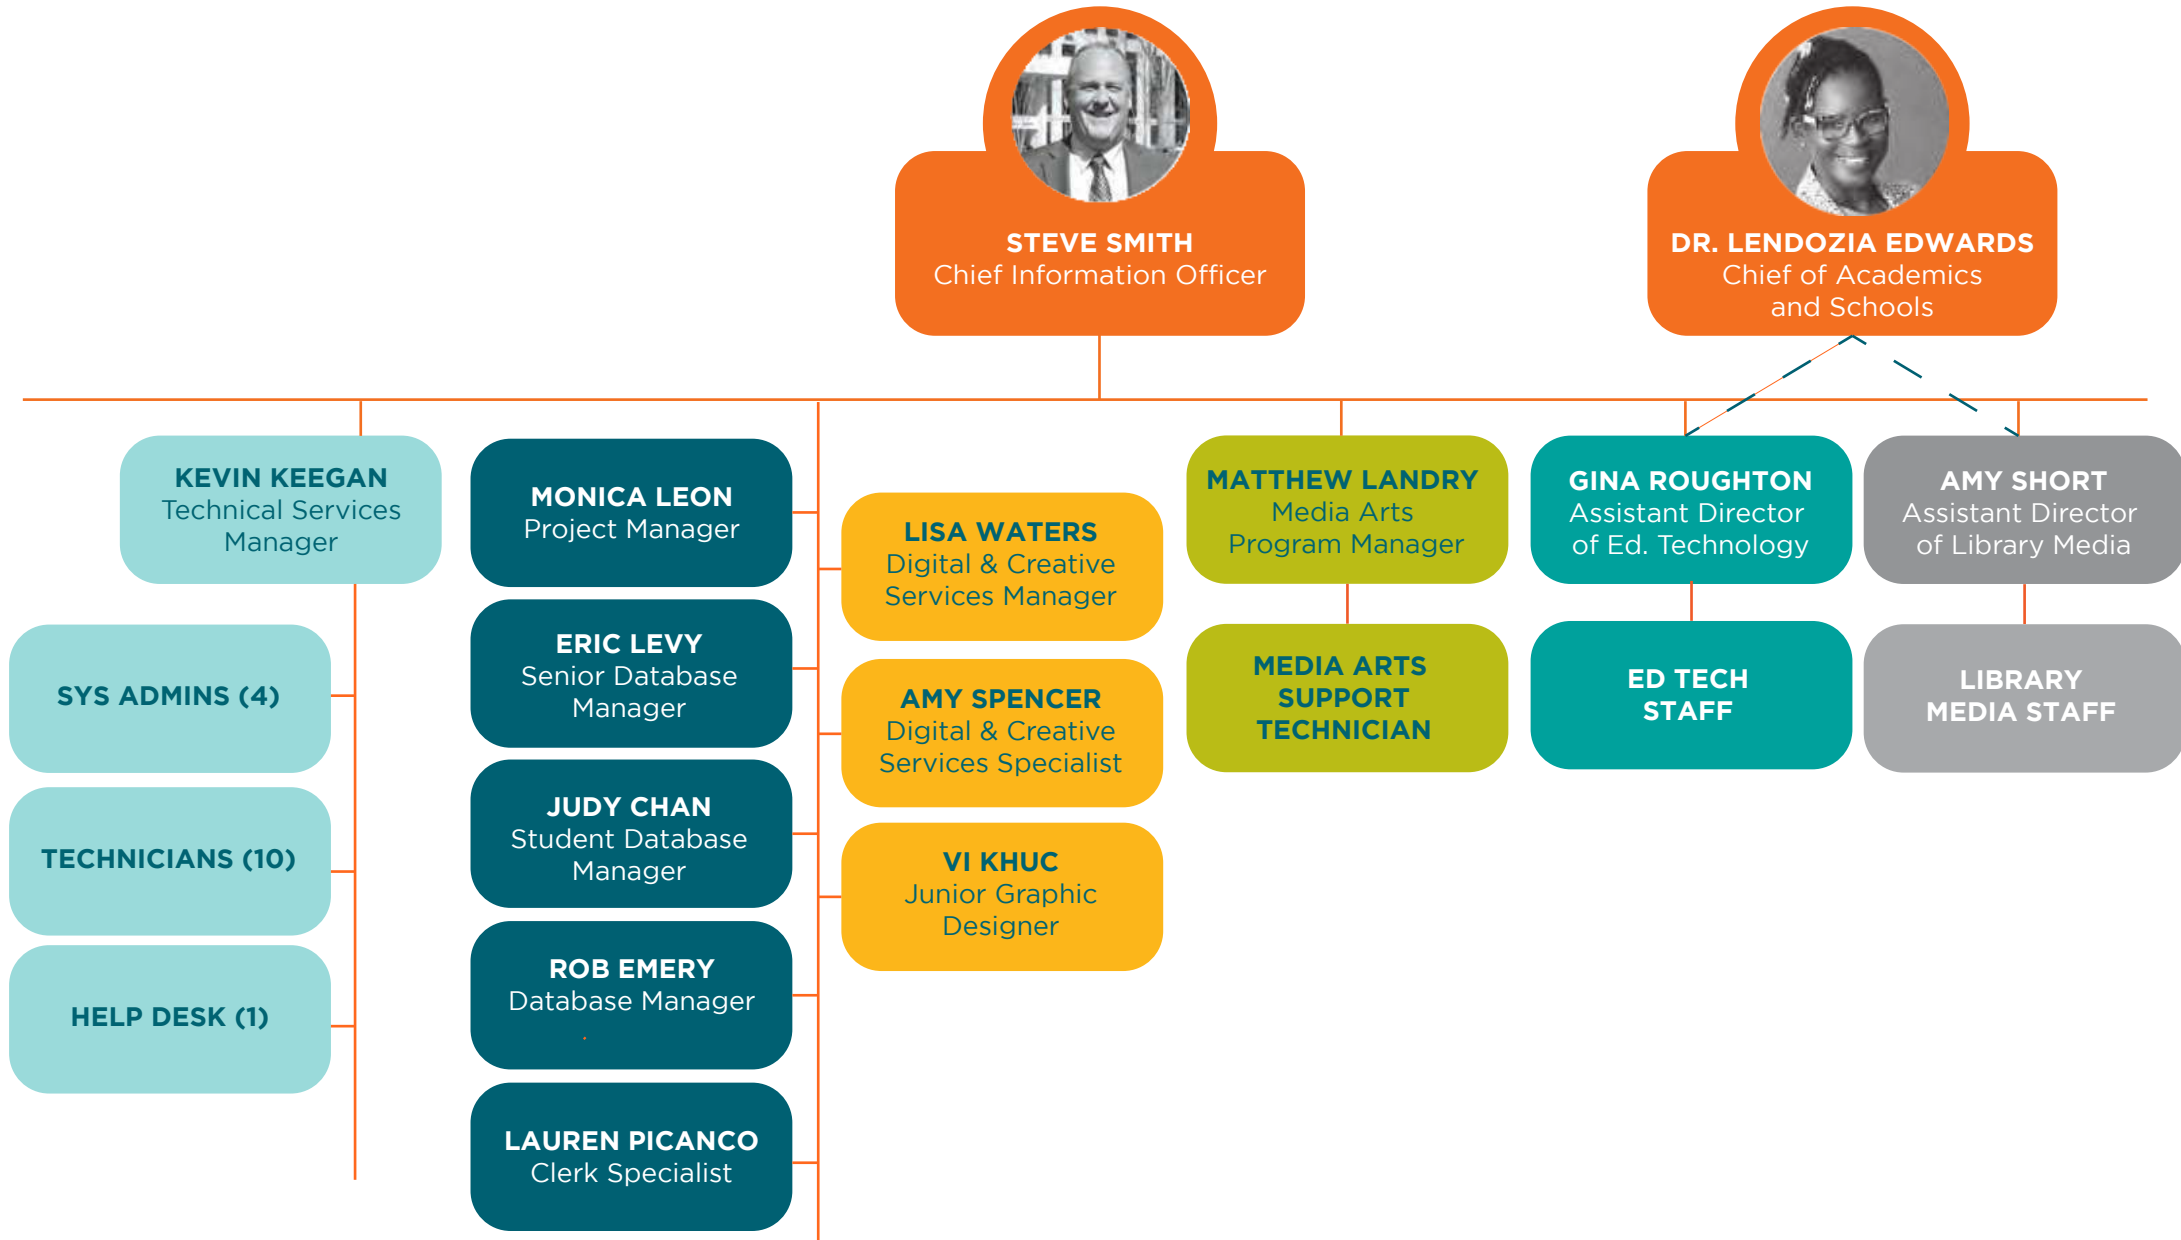 STEVE SMITH
Chief Information Officer
DR. LENDOZIA EDWARDS
Chief of Academics
and Schools
KEVIN KEEGAN
Technical Services
Manager
SYS ADMINS (4)
TECHNICIANS (10)
HELP DESK (1)
MONICA LEON
Project Manager
ERIC LEVY
Senior Database
Manager
JUDY CHAN
Student Database
Manager
ROB EMERY
Database Manager
LAUREN PICANCO
Clerk Specialist
LISA WATERS
Digital & Creative
Services Manager
AMY SPENCER
Digital & Creative
Services Specialist
VI KHUC
Junior Graphic
Designer
MATTHEW LANDRY
Media Arts
Program Manager
MEDIA ARTS
SUPPORT
TECHNICIAN
GINA ROUGHTON
Assistant Director
of Ed. Technology
ED TECH
STAFF
AMY SHORT
Assistant Director
of Library Media
LIBRARY
MEDIA STAFF